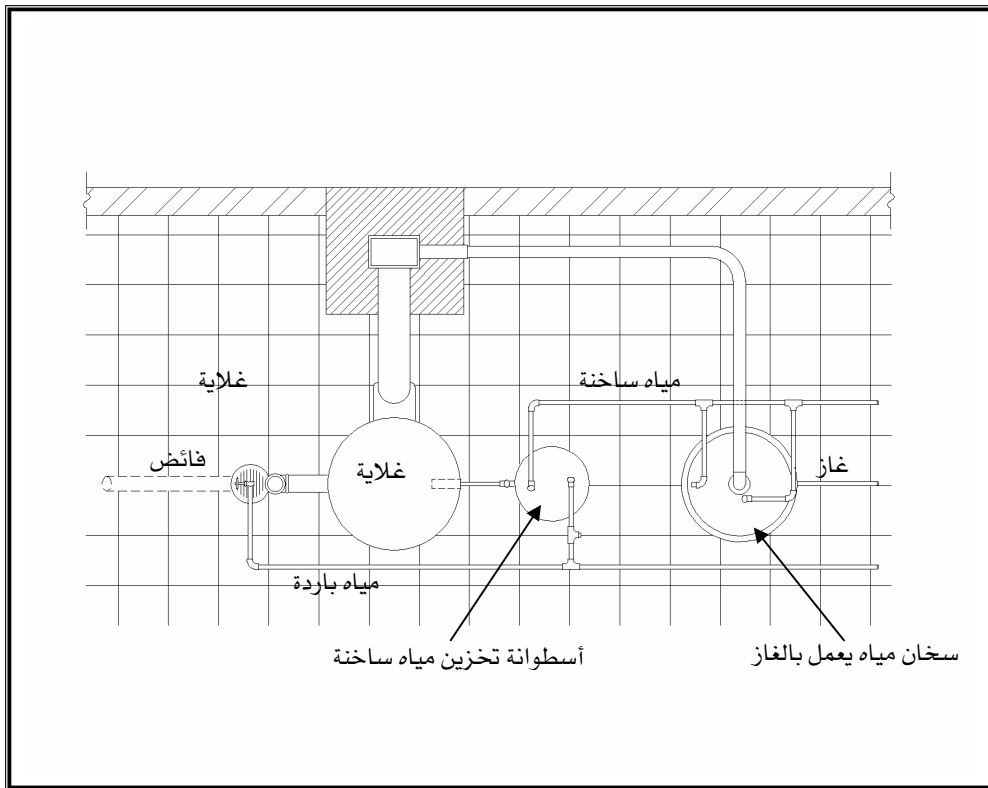 غلاية
مياه ساخنة
فائض
غلاية
غاز
مياه باردة
أسطوانة تخزين مياه ساخنة
سخان مياه يعمل بالغاز